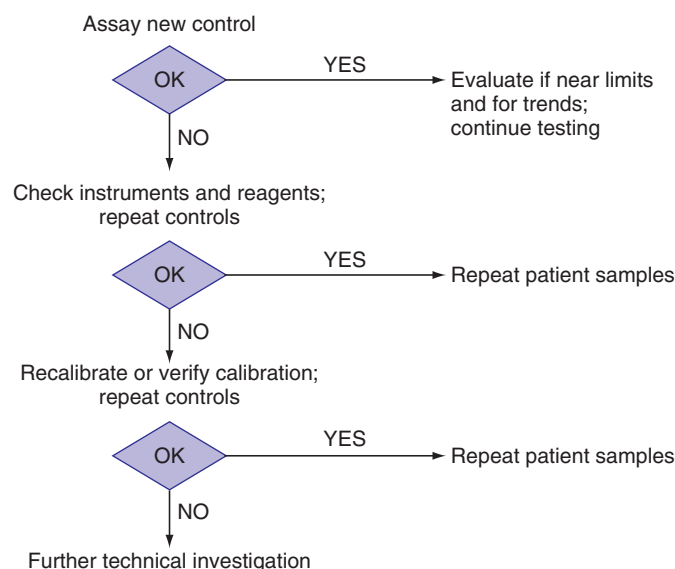 Assay new control
OK
YES
Evaluate if near limits
and for trends;
continue testing
NO
Check instruments and reagents;
repeat controls
OK
YES
Repeat patient samples
NO
Recalibrate or verify calibration;
repeat controls
OK
YES
Repeat patient samples
NO
Further technical investigation